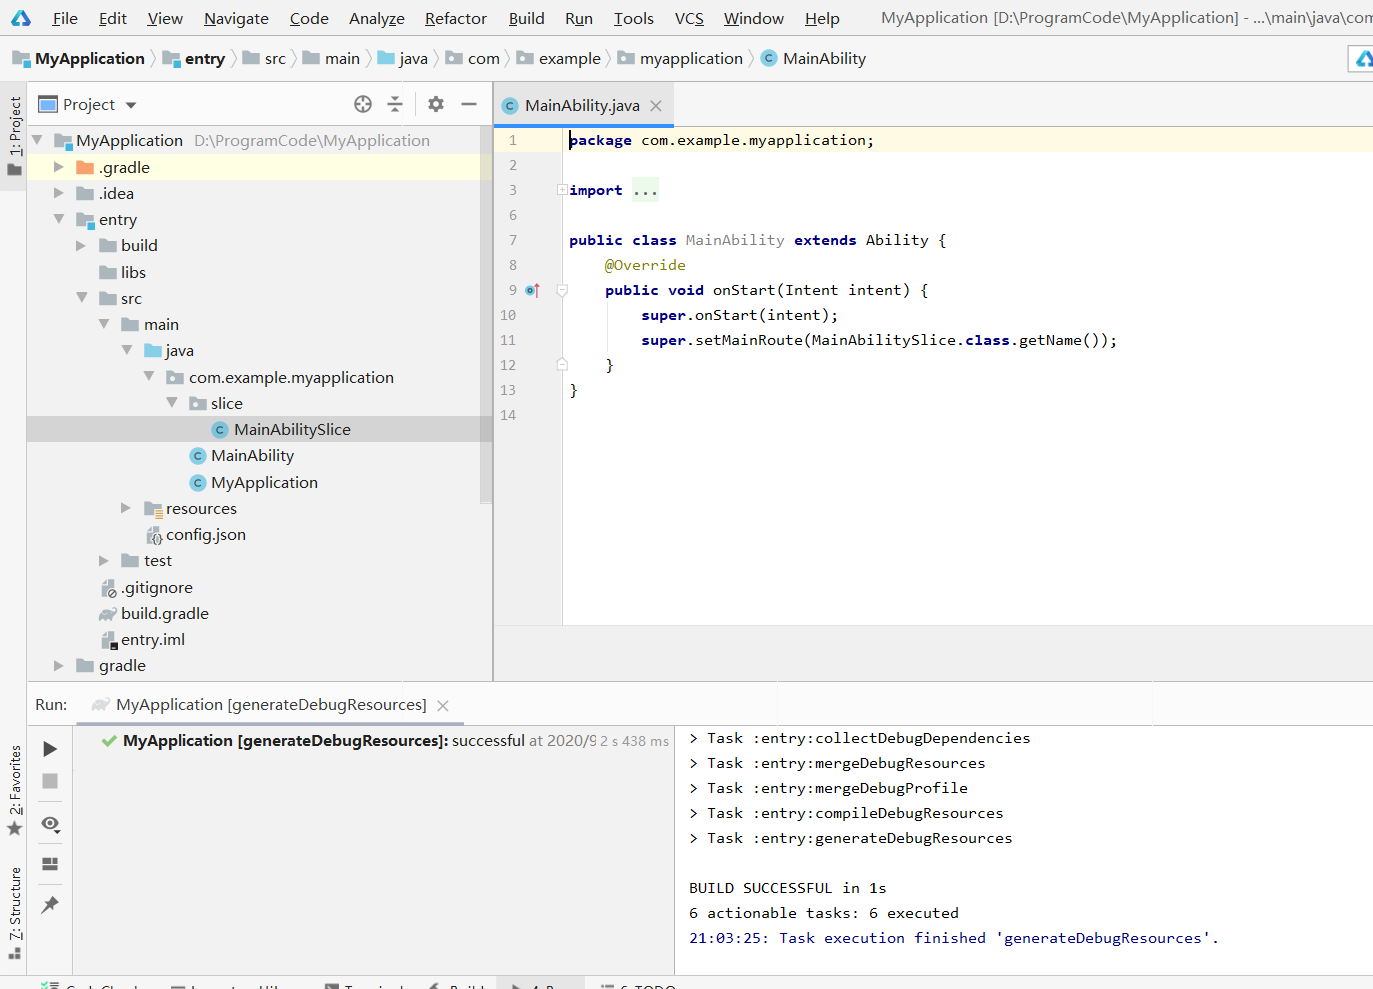 File Edit View Navigate Code Analyze Refactor Build Run Tools VCS Window Help MyApplication [D:\ProgramCode\MyApplication] - ...\main\java\com
MyApplication entry src main java com example myapplication MainAbility
1: Project
Project
MainAbility.java
MyApplication D:\ProgramCode\MyApplication
.gradle
.idea
entry
build
libs
src
main
java
com.example.myapplication
slice
MainAbilitySlice
MainAbility
MyApplication
resources
config.json
test
.gitignore
build.gradle
entry.iml
gradle
1 package com.example.myapplication;
2
3 import ...
6
7 public class MainAbility extends Ability {
8 @Override
9 public void onStart(Intent intent) {
10 super.onStart(intent);
11 super.setMainRoute(MainAbilitySlice.class.getName());
12 }
13 }
14
Run: MyApplication [generateDebugResources]
MyApplication [generateDebugResources]: successful at 2020/9 2 s 438 ms
> Task :entry:collectDebugDependencies
> Task :entry:mergeDebugResources
> Task :entry:mergeDebugProfile
> Task :entry:compileDebugResources
> Task :entry:generateDebugResources
BUILD SUCCESSFUL in 1s
6 actionable tasks: 6 executed
21:03:25: Task execution finished 'generateDebugResources'.
2: Favorites
7: Structure
6: TODO